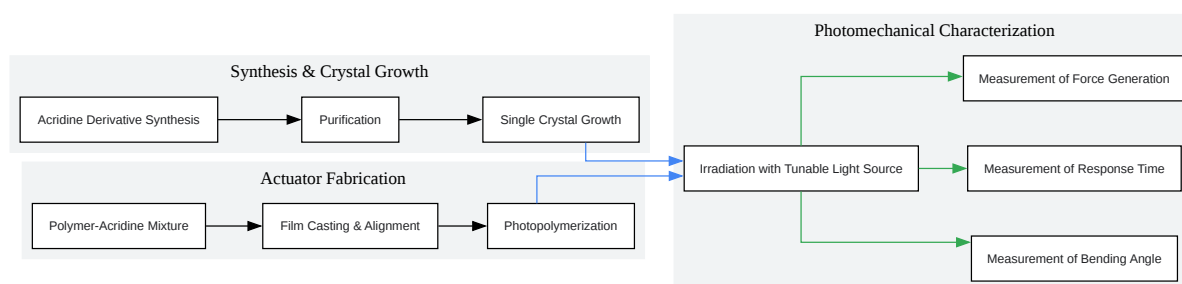 Synthesis & Crystal Growth
Acridine Derivative Synthesis
Purification
Single Crystal Growth
Actuator Fabrication
Polymer-Acridine Mixture
Film Casting & Alignment
Photopolymerization
Photomechanical Characterization
Irradiation with Tunable Light Source
Measurement of Force Generation
Measurement of Response Time
Measurement of Bending Angle